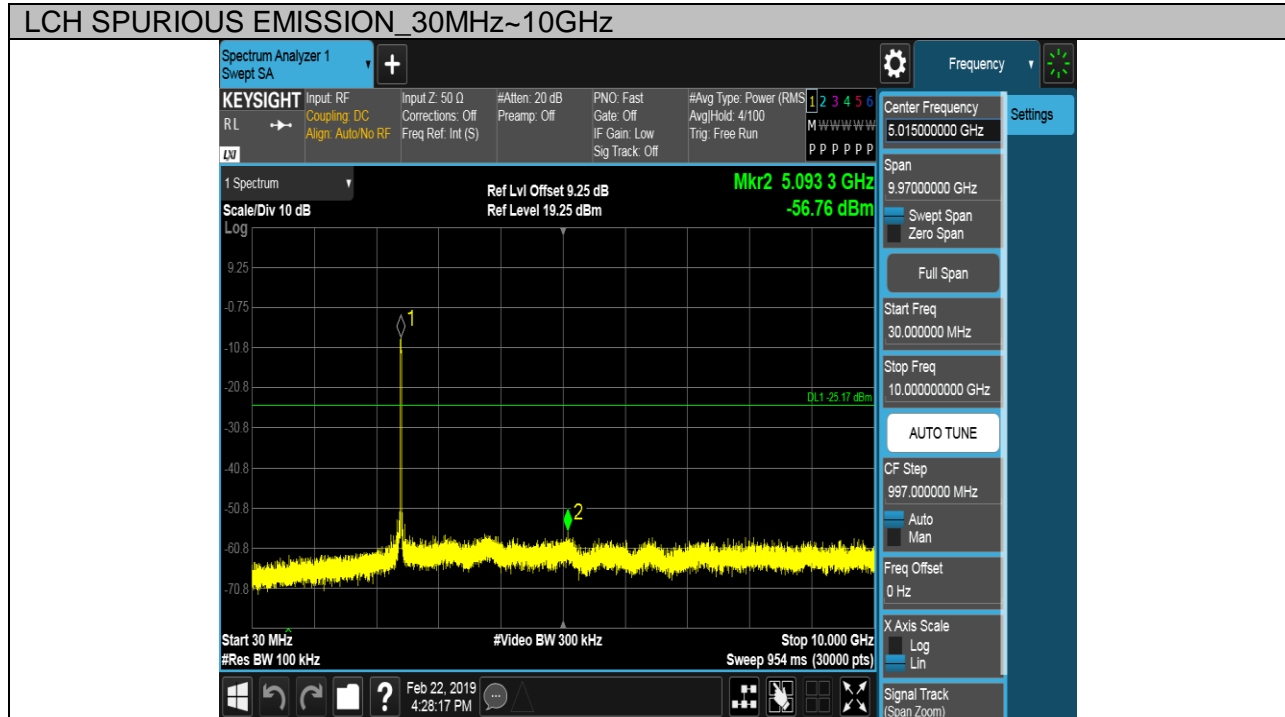 LCH SPURIOUS EMISSION_30MHz~10GHz
Spectrum Analyzer 1
Swept SA
+
Frequency
KEYSIGHT
RL
LXI
Input: RF
Coupling: DC
Align: Auto/No RF
Input Z: 50 Ω
Corrections: Off
Freq Ref: Int (S)
#Atten: 20 dB
Preamp: Off
PNO: Fast
Gate: Off
IF Gain: Low
Sig Track: Off
#Avg Type: Power (RMS
Avg|Hold: 4/100
Trig: Free Run
1 2 3 4 5 6
M W W W W W
P P P P P P
1 Spectrum
Scale/Div 10 dB
Ref Lvl Offset 9.25 dB
Ref Level 19.25 dBm
Mkr2 5.093 3 GHz
-56.76 dBm
Log
9.25
-0.75
-10.8
-20.8
-30.8
-40.8
-50.8
-60.8
-70.8
1
DL1 -25.17 dBm
2
Start 30 MHz
#Res BW 100 kHz
#Video BW 300 kHz
Stop 10.000 GHz
Sweep 954 ms (30000 pts)
Center Frequency
5.015000000 GHz
Settings
Span
9.97000000 GHz
Swept Span
Zero Span
Full Span
Start Freq
30.000000 MHz
Stop Freq
10.000000000 GHz
AUTO TUNE
CF Step
997.000000 MHz
Auto
Man
Freq Offset
0 Hz
X Axis Scale
Log
Lin
Signal Track
(Span Zoom)
?
Feb 22, 2019
4:28:17 PM